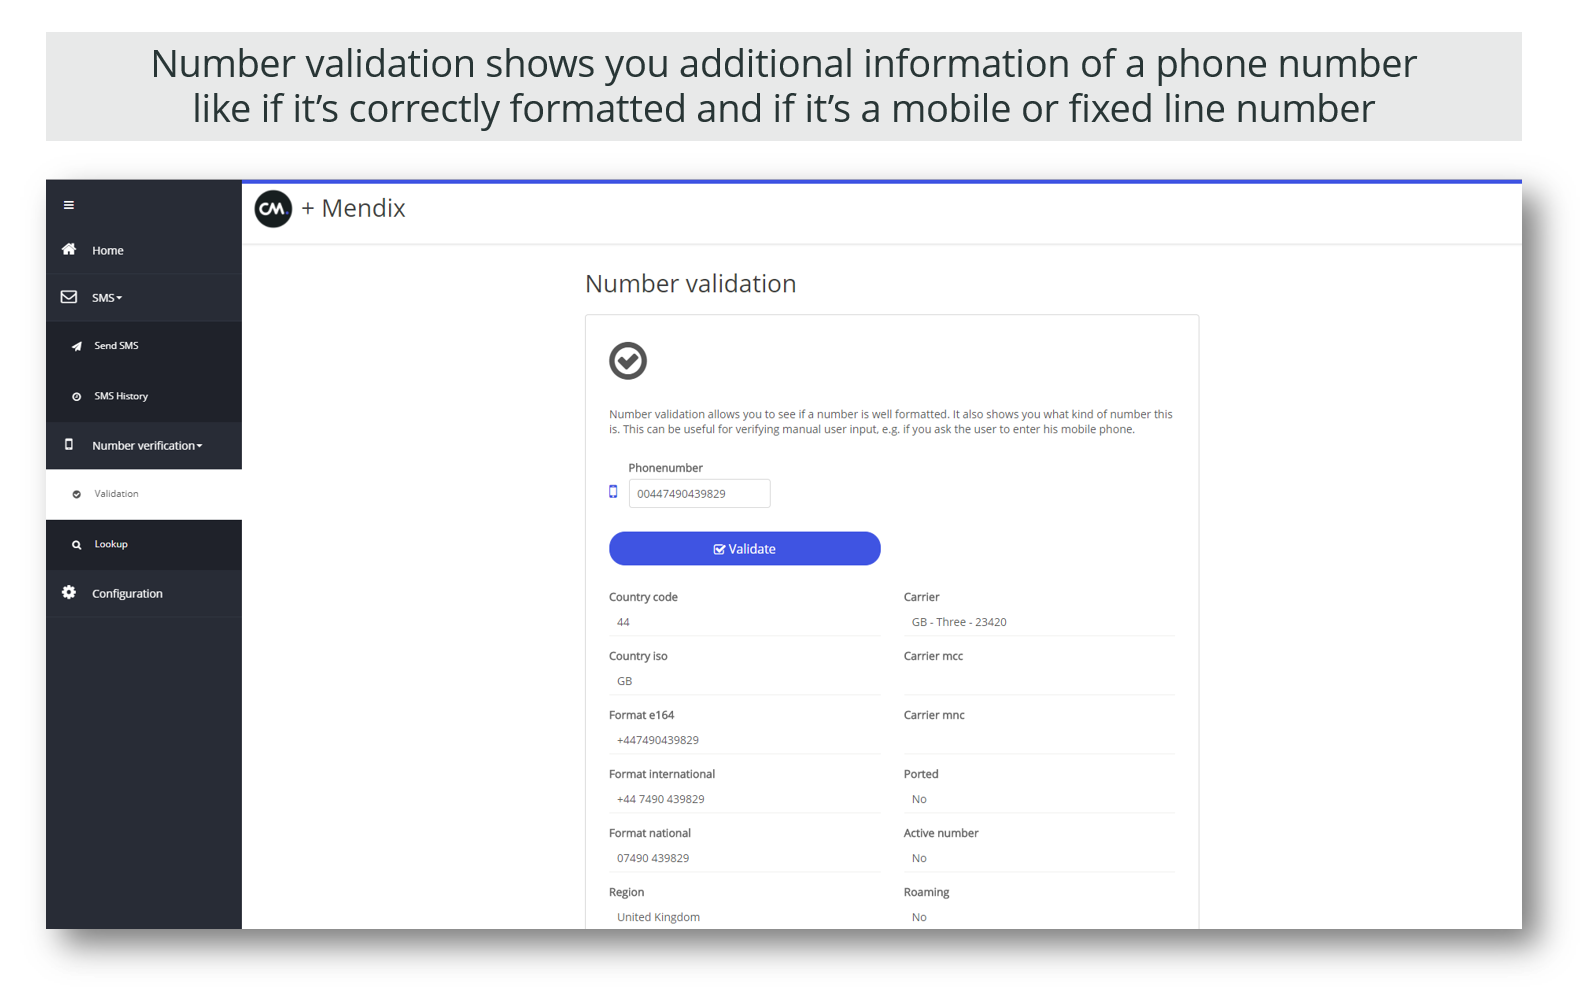 Number validation shows you additional information of a phone number
like if it’s correctly formatted and if it’s a mobile or fixed line number
CM. + Mendix
Home
SMS
Send SMS
SMS History
Number verification
Validation
Lookup
Configuration
Number validation
Number validation allows you to see if a number is well formatted. It also shows you what kind of number this
is. This can be useful for verifying manual user input, e.g. if you ask the user to enter his mobile phone.
Phonenumber
00447490439829
Validate
Country code
44
Country iso
GB
Format e164
+447490439829
Format international
+44 7490 439829
Format national
07490 439829
Region
United Kingdom
Carrier
GB - Three - 23420
Carrier mcc
Carrier mnc
Ported
No
Active number
No
Roaming
No